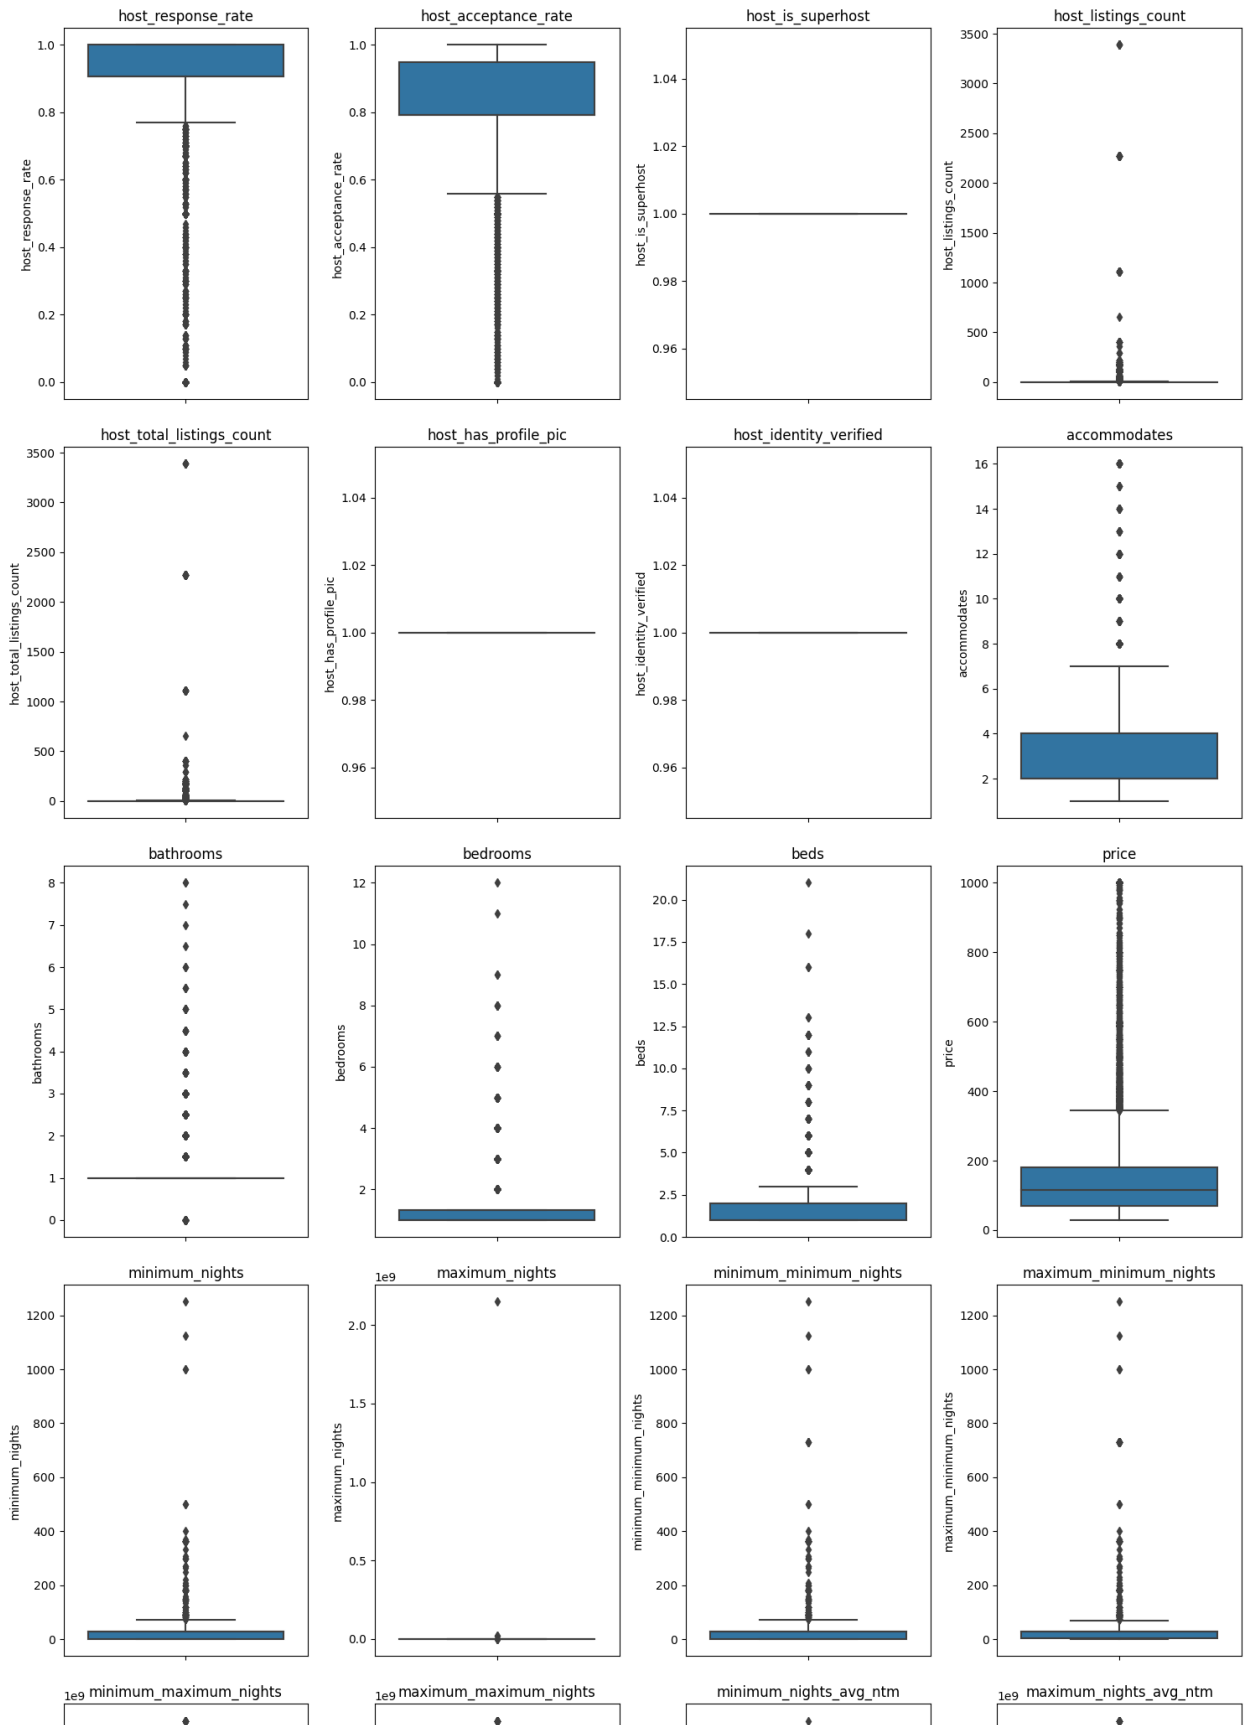 host_response_rate
host_acceptance_rate
host_is_superhost
host_listings_count
1.0
0.8
0.6
0.4
0.2
0.0
host_response_rate
1.0
0.8
0.6
0.4
0.2
0.0
host_acceptance_rate
1.04
1.02
1.00
0.98
0.96
host_is_superhost
3500
3000
2500
2000
1500
1000
500
0
host_listings_count
host_total_listings_count
host_has_profile_pic
host_identity_verified
accommodates
3500
3000
2500
2000
1500
1000
500
0
host_total_listings_count
1.04
1.02
1.00
0.98
0.96
host_has_profile_pic
1.04
1.02
1.00
0.98
0.96
host_identity_verified
16
14
12
10
8
6
4
2
accommodates
bathrooms
bedrooms
beds
price
8
7
6
5
4
3
2
1
0
bathrooms
12
10
8
6
4
2
bedrooms
20.0
17.5
15.0
12.5
10.0
7.5
5.0
2.5
0.0
beds
1000
800
600
400
200
0
price
minimum_nights
1e9
maximum_nights
minimum_minimum_nights
maximum_minimum_nights
1200
1000
800
600
400
200
0
minimum_nights
2.0
1.5
1.0
0.5
0.0
maximum_nights
1200
1000
800
600
400
200
0
minimum_minimum_nights
1200
1000
800
600
400
200
0
maximum_minimum_nights
1e9 minimum_maximum_nights
1e9 maximum_maximum_nights
minimum_nights_avg_ntm
1e9 maximum_nights_avg_ntm